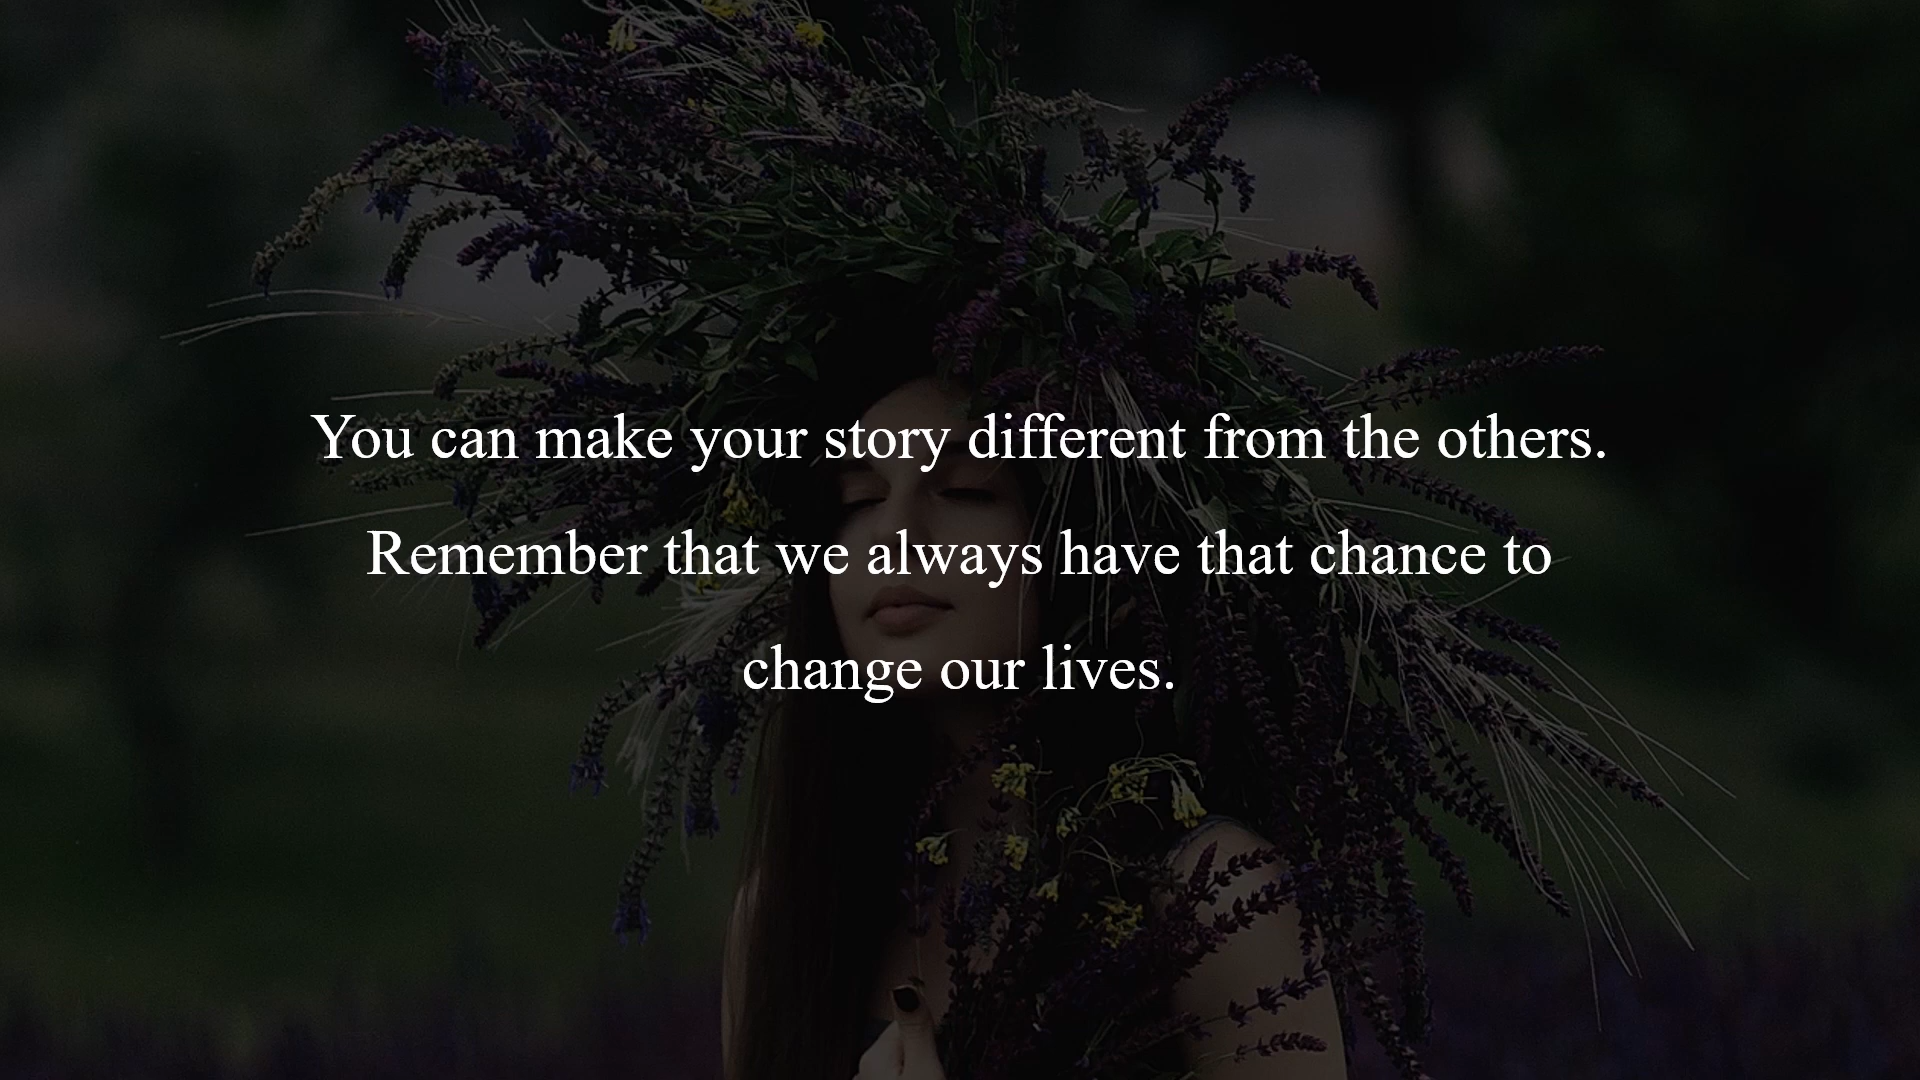 You can make your story different from the others.
Remember that we always have that chance to
change our lives.